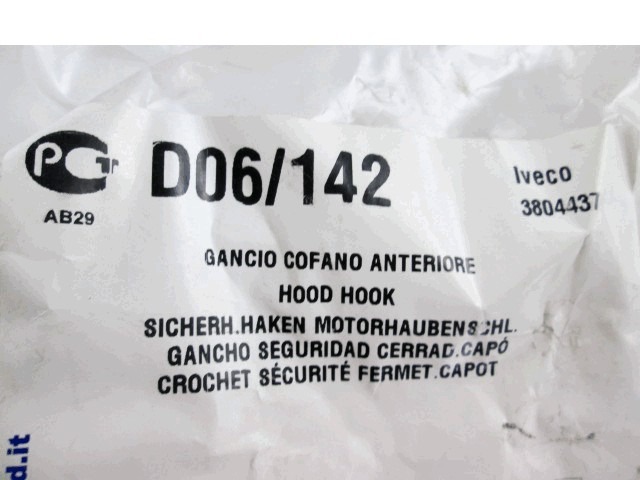 PCT
AB29
D06/142
Iveco
3804437
GANCIO COFANO ANTERIORE
HOOD HOOK
SICHERH.HAKEN MOTORHAUBENSCHL.
GANCHO SEGURIDAD CERRAD.CAPÓ
CROCHET SÉCURITÉ FERMET.CAPOT
d.it